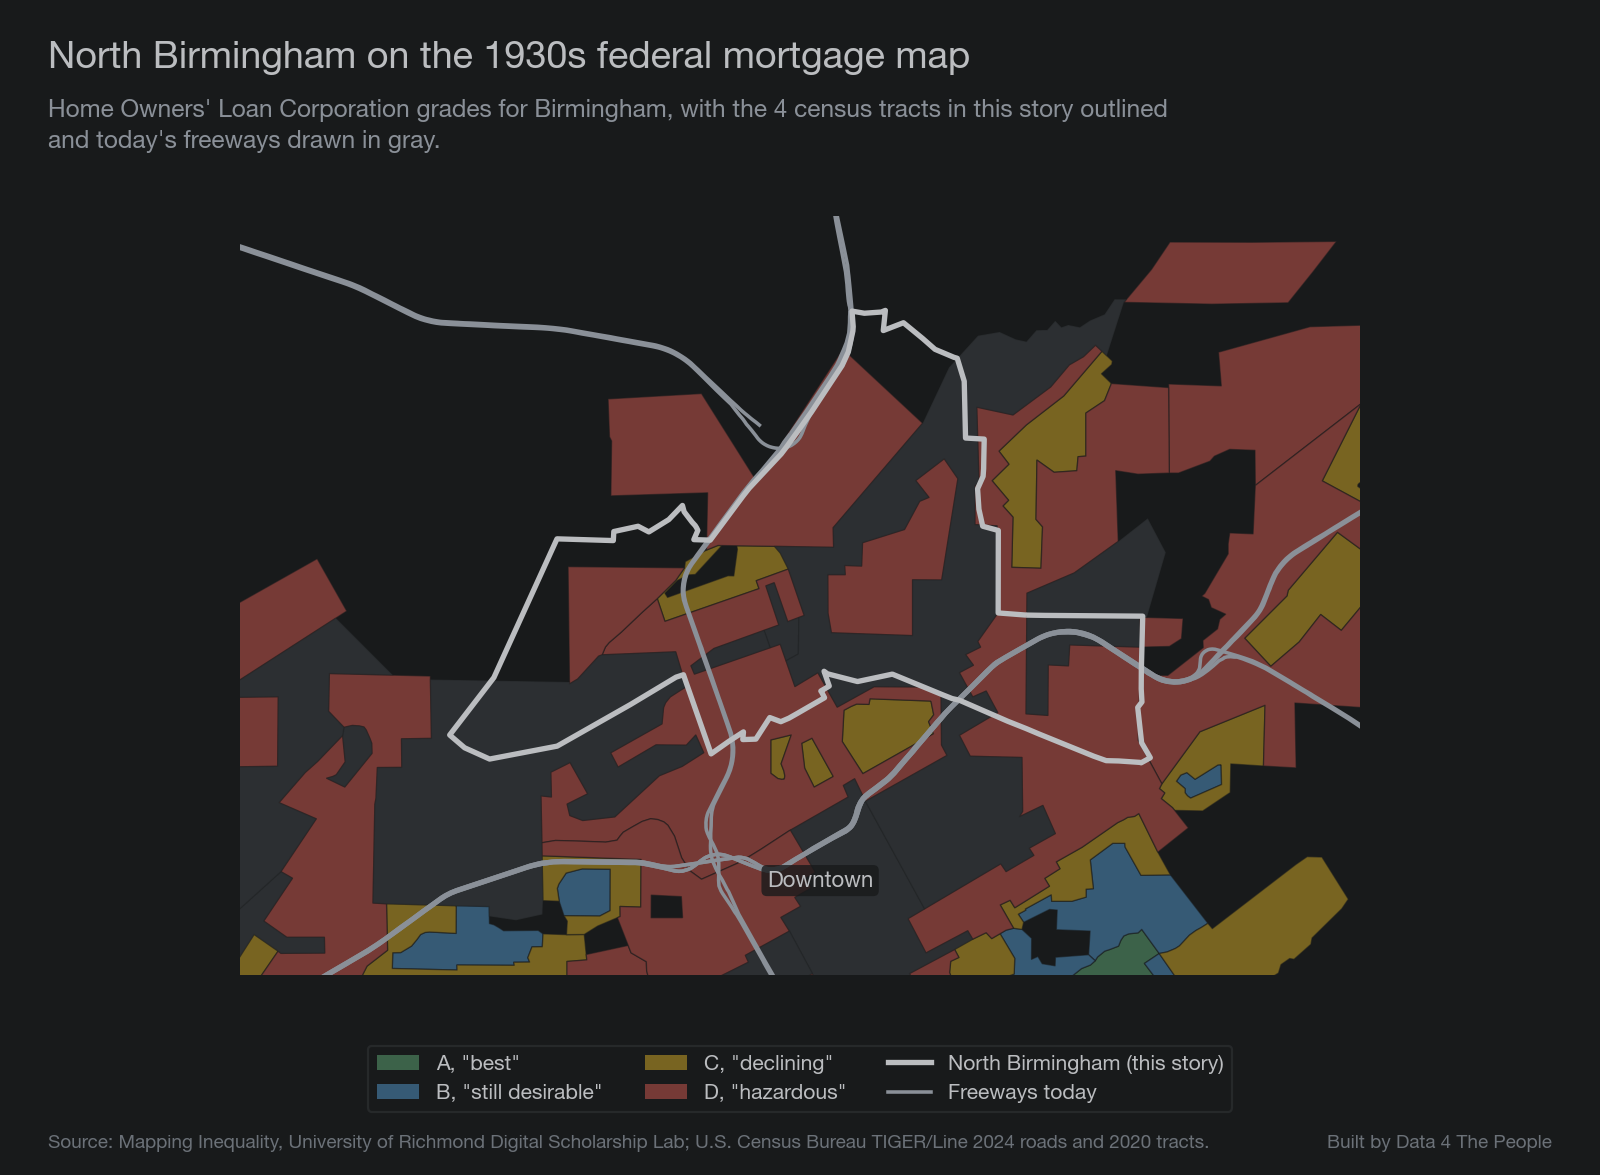 North Birmingham on the 1930s federal mortgage map
Home Owners' Loan Corporation grades for Birmingham, with the 4 census tracts in this story outlined
and today's freeways drawn in gray.
Downtown
A, "best"
B, "still desirable"
C, "declining"
D, "hazardous"
North Birmingham (this story)
Freeways today
Source: Mapping Inequality, University of Richmond Digital Scholarship Lab; U.S. Census Bureau TIGER/Line 2024 roads and 2020 tracts.
Built by Data 4 The People